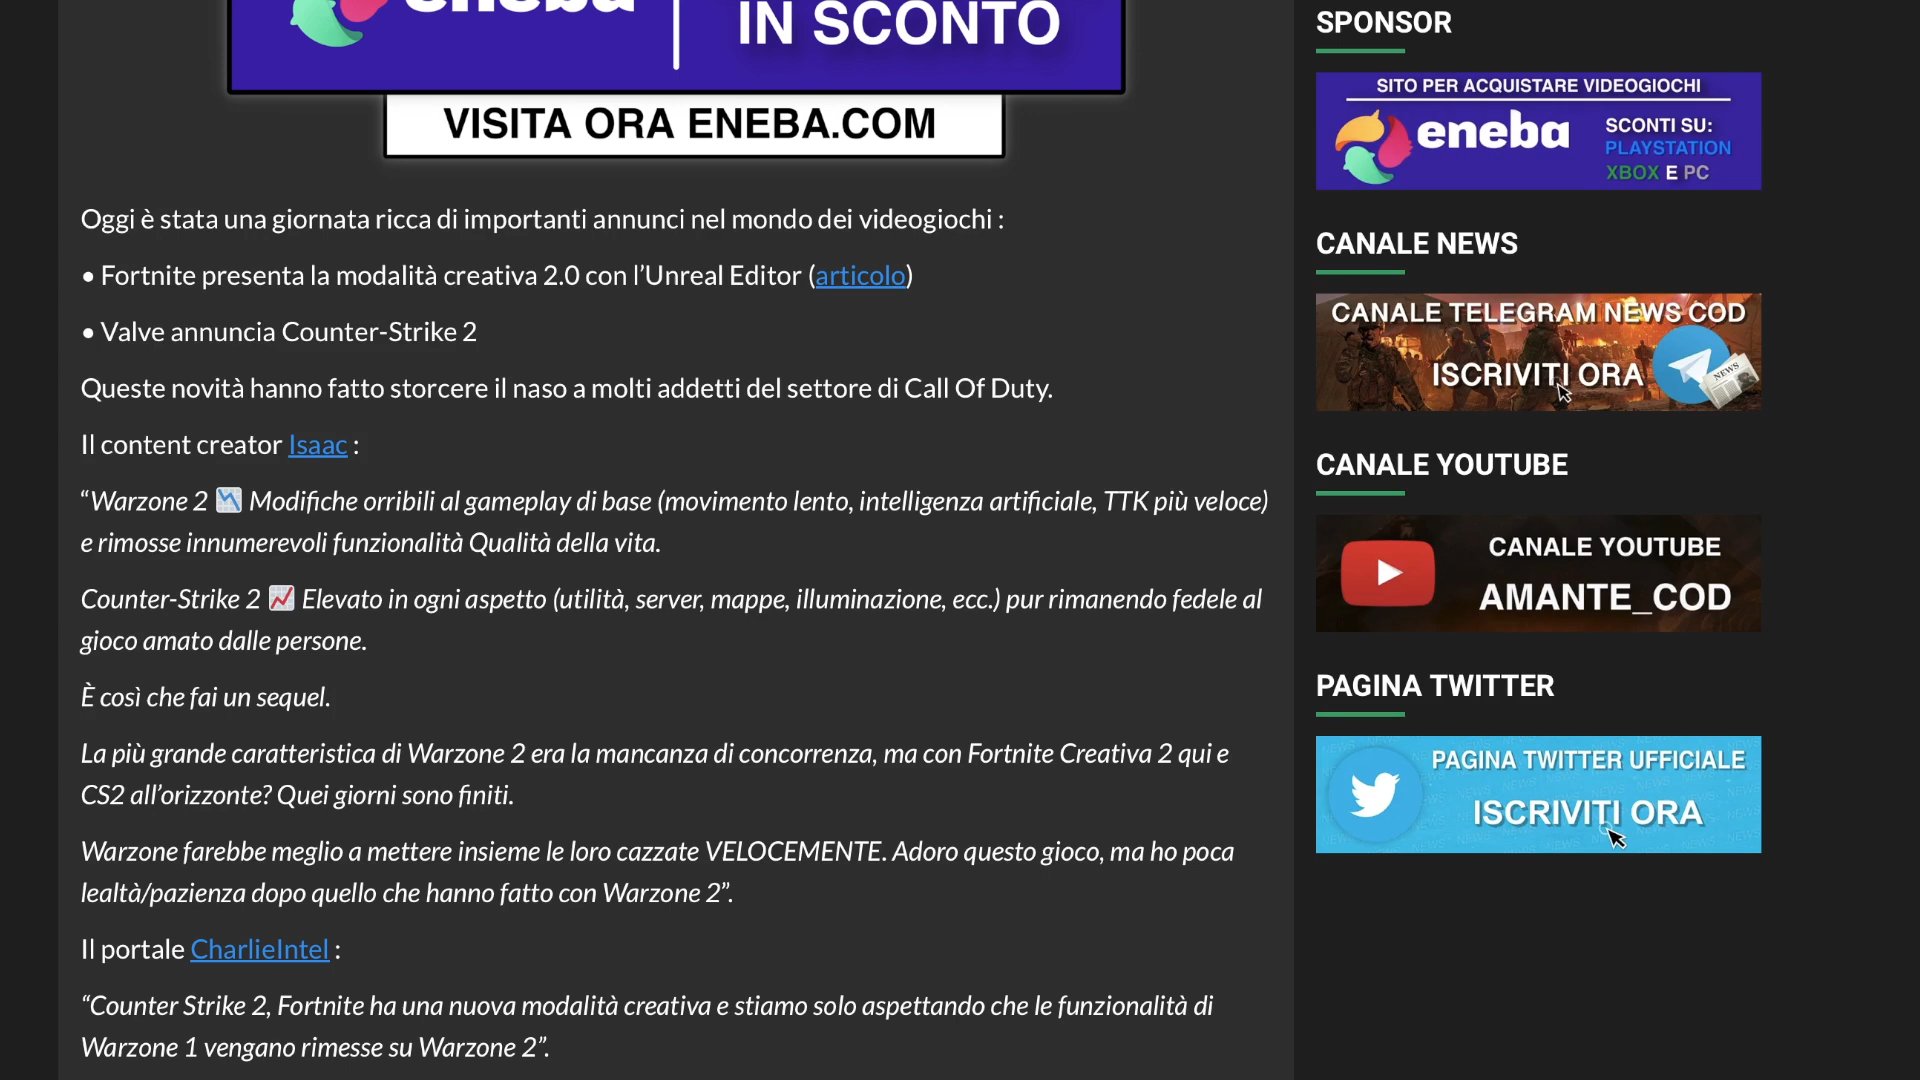 eneba
IN SCONTO
VISITA ORA ENEBA.COM
Oggi è stata una giornata ricca di importanti annunci nel mondo dei videogiochi :
• Fortnite presenta la modalità creativa 2.0 con l’Unreal Editor (articolo)
• Valve annuncia Counter-Strike 2
Queste novità hanno fatto storcere il naso a molti addetti del settore di Call Of Duty.
Il content creator Isaac :
“Warzone 2 📉 Modifiche orribili al gameplay di base (movimento lento, intelligenza artificiale, TTK più veloce)
e rimosse innumerevoli funzionalità Qualità della vita.
Counter-Strike 2 📈 Elevato in ogni aspetto (utilità, server, mappe, illuminazione, ecc.) pur rimanendo fedele al
gioco amato dalle persone.
È così che fai un sequel.
La più grande caratteristica di Warzone 2 era la mancanza di concorrenza, ma con Fortnite Creativa 2 qui e
CS2 all’orizzonte? Quei giorni sono finiti.
Warzone farebbe meglio a mettere insieme le loro cazzate VELOCEMENTE. Adoro questo gioco, ma ho poca
lealtà/pazienza dopo quello che hanno fatto con Warzone 2”.
Il portale CharlieIntel :
“Counter Strike 2, Fortnite ha una nuova modalità creativa e stiamo solo aspettando che le funzionalità di
Warzone 1 vengano rimesse su Warzone 2”.
SPONSOR
SITO PER ACQUISTARE VIDEOGIOCHI
eneba
SCONTI SU:
PLAYSTATION
XBOX E PC
CANALE NEWS
CANALE TELEGRAM NEWS COD
ISCRIVITI ORA
NEWS
CANALE YOUTUBE
CANALE YOUTUBE
AMANTE_COD
PAGINA TWITTER
PAGINA TWITTER UFFICIALE
ISCRIVITI ORA